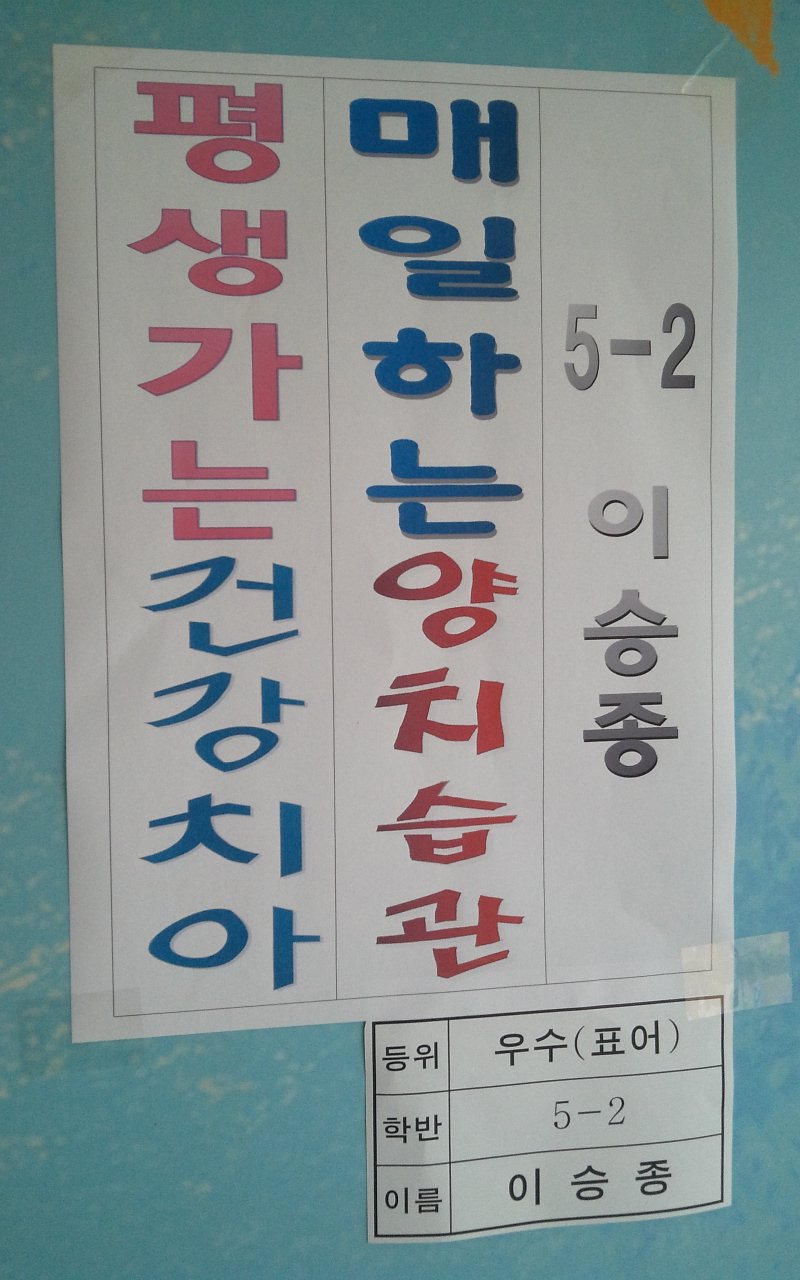 5-2 이승종
매일하는양치습관
평생가는건강치아
등위 우수(표어)
학반 5-2
이름 이 승 종